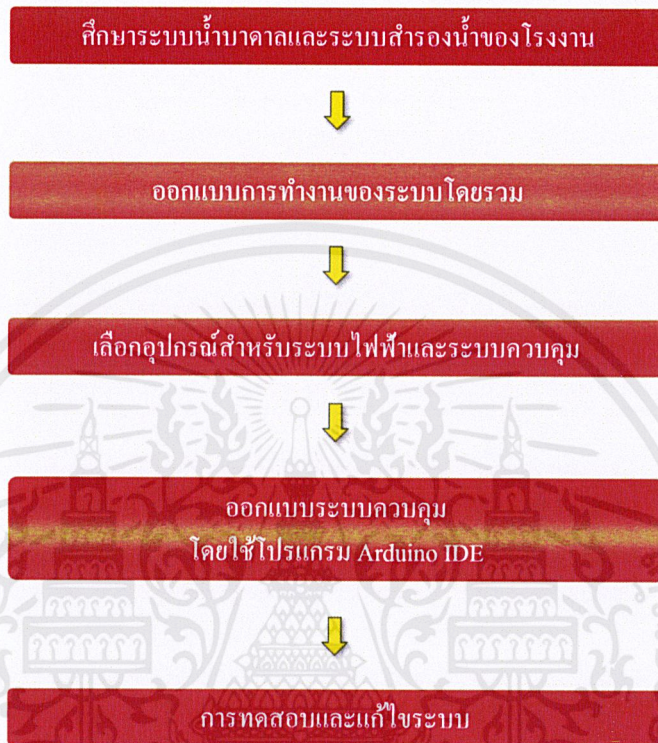 ศึกษาระบบน้ำบาดาลและระบบสำรองน้ำของโรงงาน
ออกแบบการทำงานของระบบโดยรวม
เลือกอุปกรณ์สำหรับระบบไฟฟ้าและระบบควบคุม
ออกแบบระบบควบคุม
โดยใช้โปรแกรม Arduino IDE
การทดสอบและแก้ไขระบบ